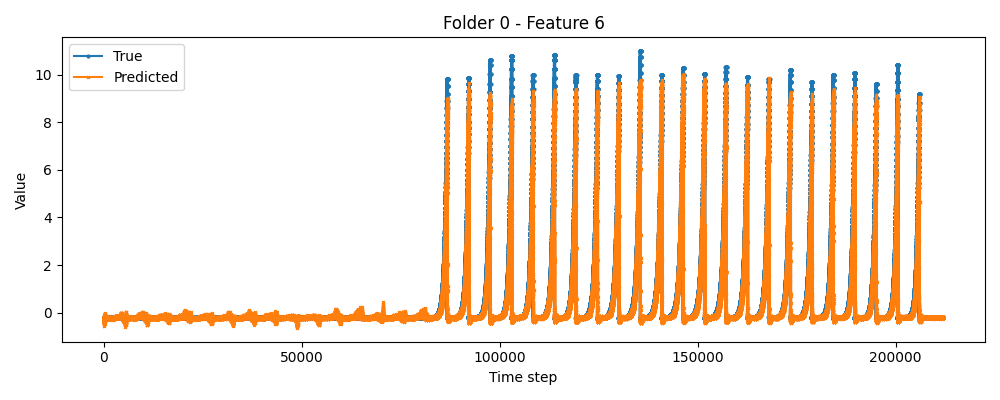 Folder 0 - Feature 6
True
Predicted
Value
10
8
6
4
2
0
0
50000
100000
150000
200000
Time step